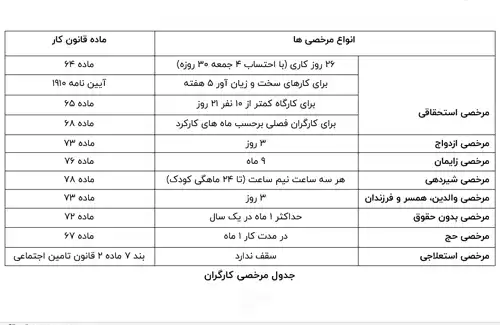 انواع مرخصی ها ماده قانون کار
مرخصی استحقاقی
۲۶ روز کاری (با احتساب ۴ جمعه ۳۰ روزه) ماده ۶۴
برای کارهای سخت و زیان آور ۵ هفته آیین نامه ۱۹۱۰
برای کارگاه کمتر از ۱۰ نفر ۲۱ روز ماده ۶۵
برای کارگران فصلی برحسب ماه های کارکرد ماده ۶۸
مرخصی ازدواج ۳ روز ماده ۷۳
مرخصی زایمان ۹ ماه ماده ۷۶
مرخصی شیردهی هر سه ساعت نیم ساعت (تا ۲۴ ماهگی کودک) ماده ۷۸
مرخصی والدین، همسر و فرزندان ۳ روز ماده ۷۳
مرخصی بدون حقوق حداکثر ۱ ماه در یک سال ماده ۷۲
مرخصی حج در مدت کار ۱ ماه ماده ۶۷
مرخصی استعلاجی سقف ندارد بند ۷ ماده ۲ قانون تامین اجتماعی
جدول مرخصی کارگران